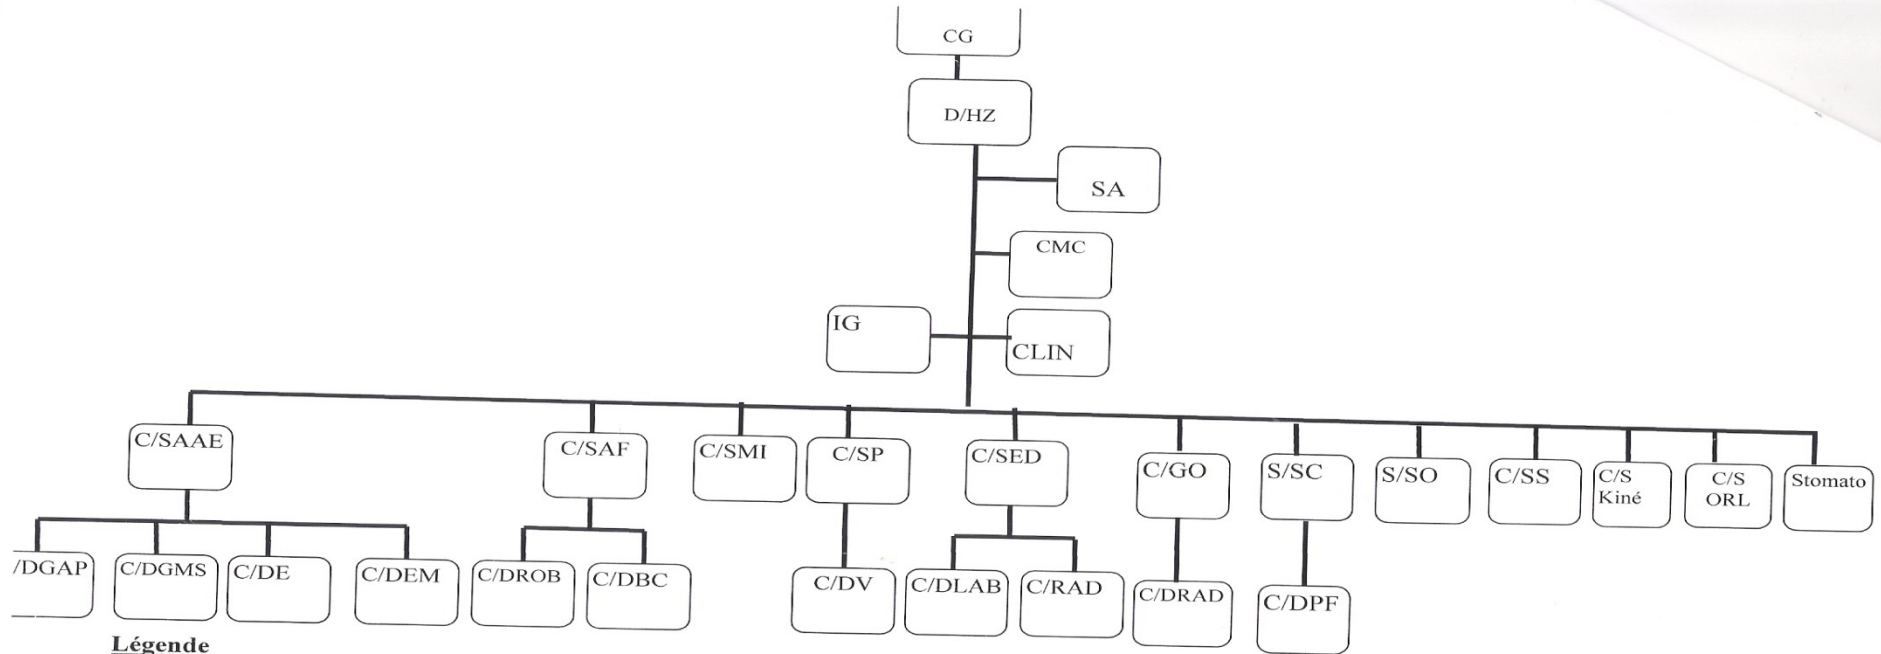 CG
D/HZ
SA
CMC
IG
CLIN
C/SAAE
C/SAF
C/SMI
C/SP
C/SED
C/GO
S/SC
S/SO
C/SS
C/S
Kiné
C/S
ORL
Stomato
/DGAP
C/DGMS
C/DE
C/DEM
C/DROB
C/DBC
C/DV
C/DLAB
C/RAD
C/DRAD
C/DPF
Légende